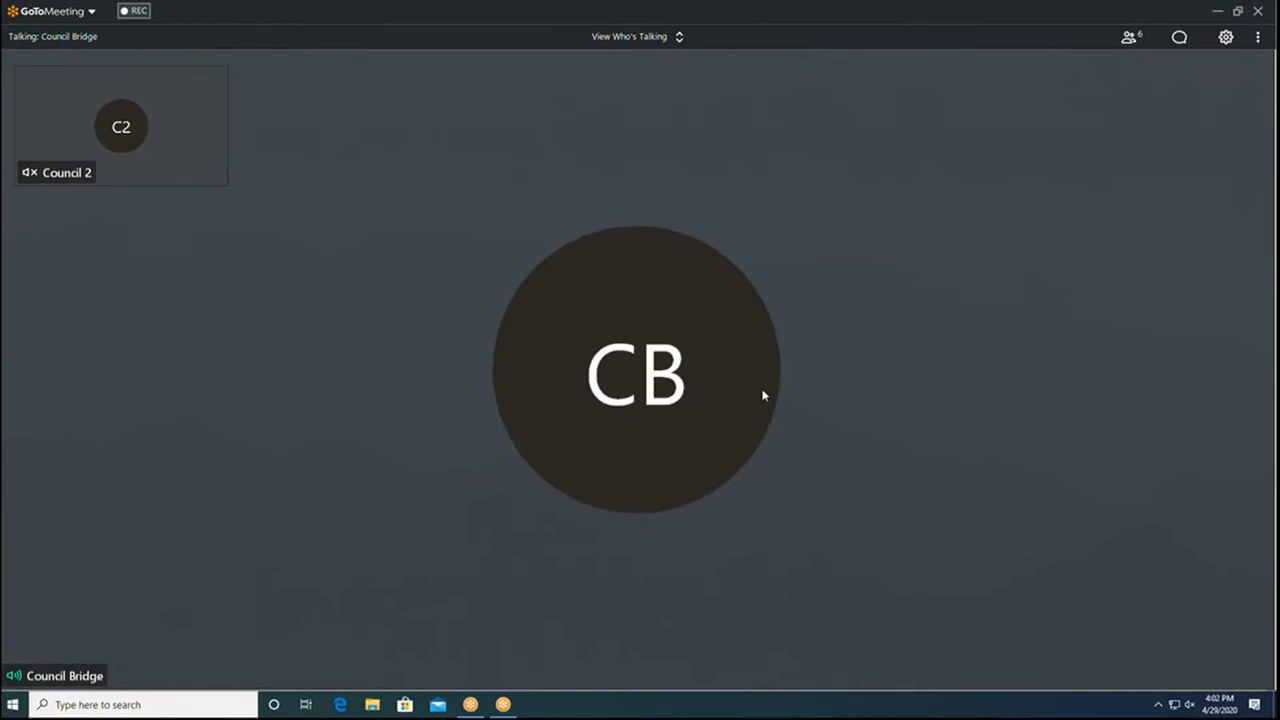 GoToMeeting
REC
Talking: Council Bridge
View Who's Talking
6
C2
Council 2
CB
Council Bridge
Type here to search
4:02 PM
4/29/2020